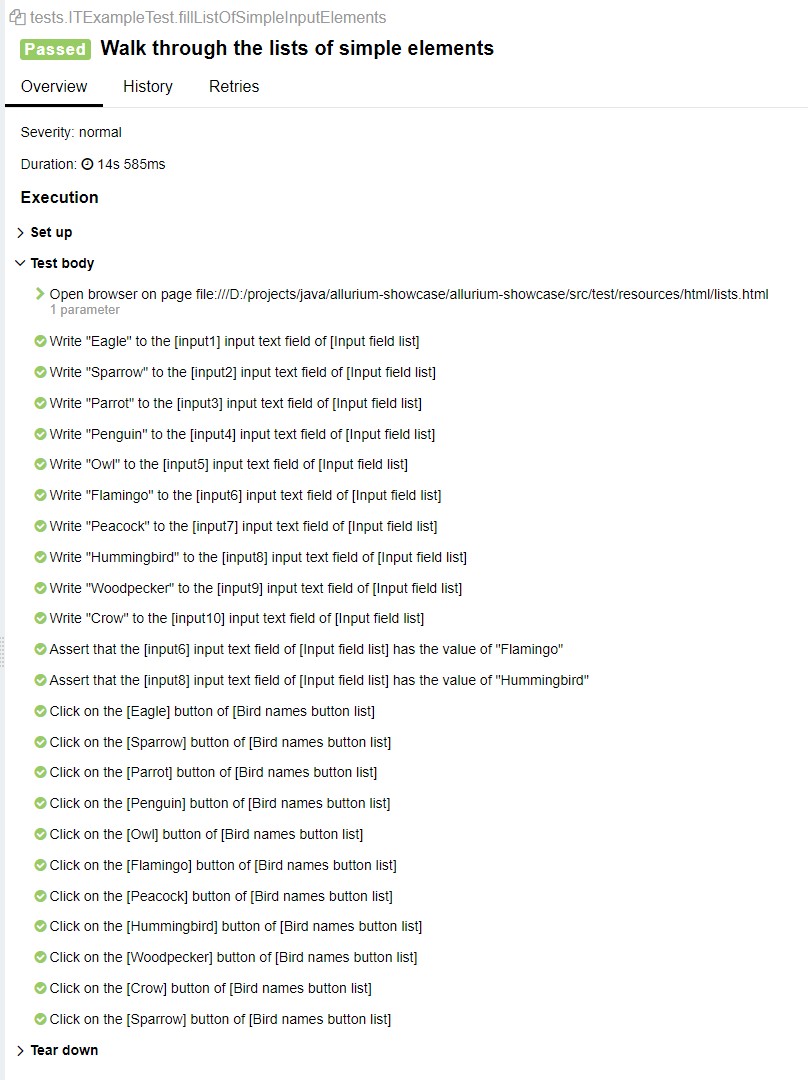 tests.ITExampleTest.fillListOfSimpleInputElements
Passed Walk through the lists of simple elements
Overview History Retries
Severity: normal
Duration: 14s 585ms
Execution
Set up
Test body
Open browser on page file:///D:/projects/java/allurium-showcase/allurium-showcase/src/test/resources/html/lists.html
1 parameter
Write "Eagle" to the [input1] input text field of [Input field list]
Write "Sparrow" to the [input2] input text field of [Input field list]
Write "Parrot" to the [input3] input text field of [Input field list]
Write "Penguin" to the [input4] input text field of [Input field list]
Write "Owl" to the [input5] input text field of [Input field list]
Write "Flamingo" to the [input6] input text field of [Input field list]
Write "Peacock" to the [input7] input text field of [Input field list]
Write "Hummingbird" to the [input8] input text field of [Input field list]
Write "Woodpecker" to the [input9] input text field of [Input field list]
Write "Crow" to the [input10] input text field of [Input field list]
Assert that the [input6] input text field of [Input field list] has the value of "Flamingo"
Assert that the [input8] input text field of [Input field list] has the value of "Hummingbird"
Click on the [Eagle] button of [Bird names button list]
Click on the [Sparrow] button of [Bird names button list]
Click on the [Parrot] button of [Bird names button list]
Click on the [Penguin] button of [Bird names button list]
Click on the [Owl] button of [Bird names button list]
Click on the [Flamingo] button of [Bird names button list]
Click on the [Peacock] button of [Bird names button list]
Click on the [Hummingbird] button of [Bird names button list]
Click on the [Woodpecker] button of [Bird names button list]
Click on the [Crow] button of [Bird names button list]
Click on the [Sparrow] button of [Bird names button list]
Tear down